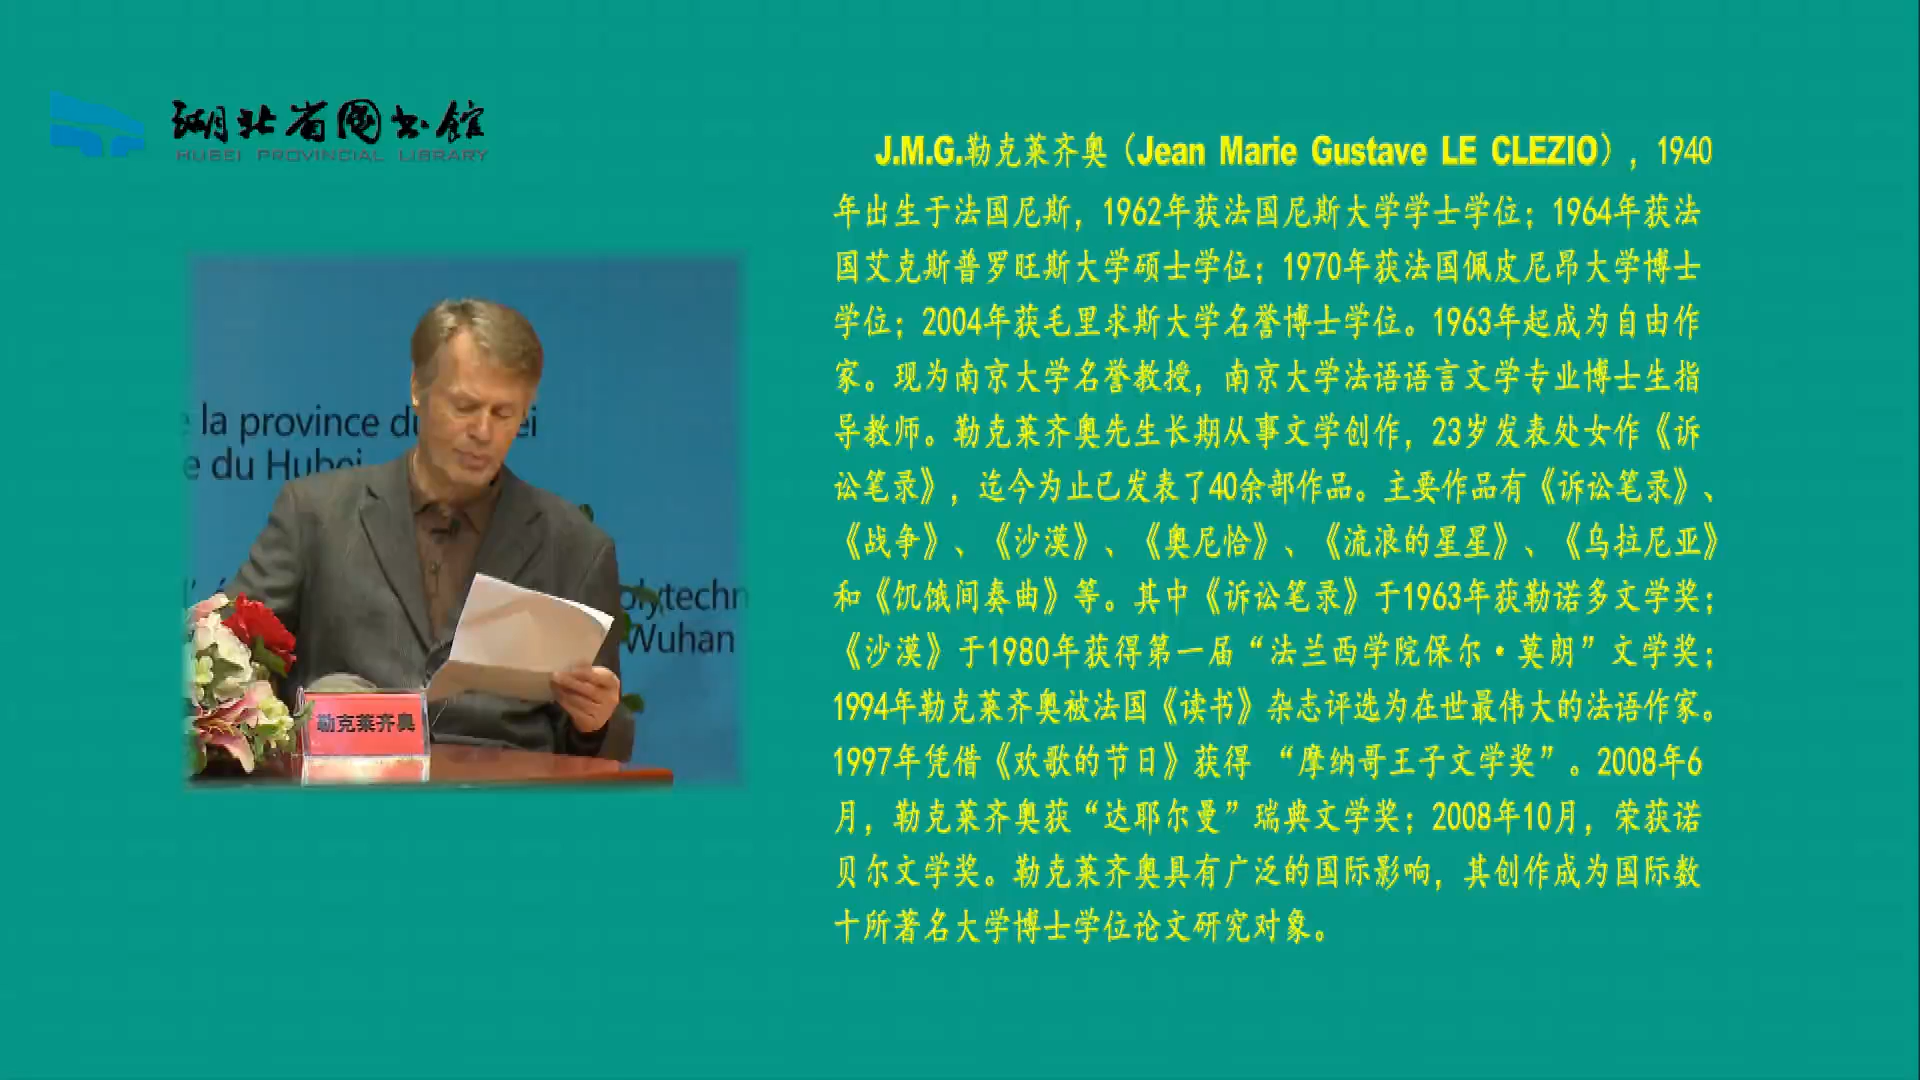 湖北省图书馆
HUBEI PROVINCIAL LIBRARY
la province du
du Hubei
olytechn
Wuhan
勒克莱齐奥
J.M.G.勒克莱齐奥（Jean Marie Gustave LE CLEZIO），1940
年出生于法国尼斯，1962年获法国尼斯大学学士学位；1964年获法
国艾克斯普罗旺斯大学硕士学位；1970年获法国佩皮尼昂大学博士
学位；2004年获毛里求斯大学名誉博士学位。1963年起成为自由作
家。现为南京大学名誉教授，南京大学法语语言文学专业博士生指
导教师。勒克莱齐奥先生长期从事文学创作，23岁发表处女作《诉
讼笔录》，迄今为止已发表了40余部作品。主要作品有《诉讼笔录》、
《战争》、《沙漠》、《奥尼恰》、《流浪的星星》、《乌拉尼亚》
和《饥饿间奏曲》等。其中《诉讼笔录》于1963年获勒诺多文学奖；
《沙漠》于1980年获得第一届“法兰西学院保尔·莫朗”文学奖；
1994年勒克莱齐奥被法国《读书》杂志评选为在世最伟大的法语作家。
1997年凭借《欢歌的节日》获得 “摩纳哥王子文学奖”。2008年6
月，勒克莱齐奥获“达耶尔曼”瑞典文学奖；2008年10月，荣获诺
贝尔文学奖。勒克莱齐奥具有广泛的国际影响，其创作成为国际数
十所著名大学博士学位论文研究对象。